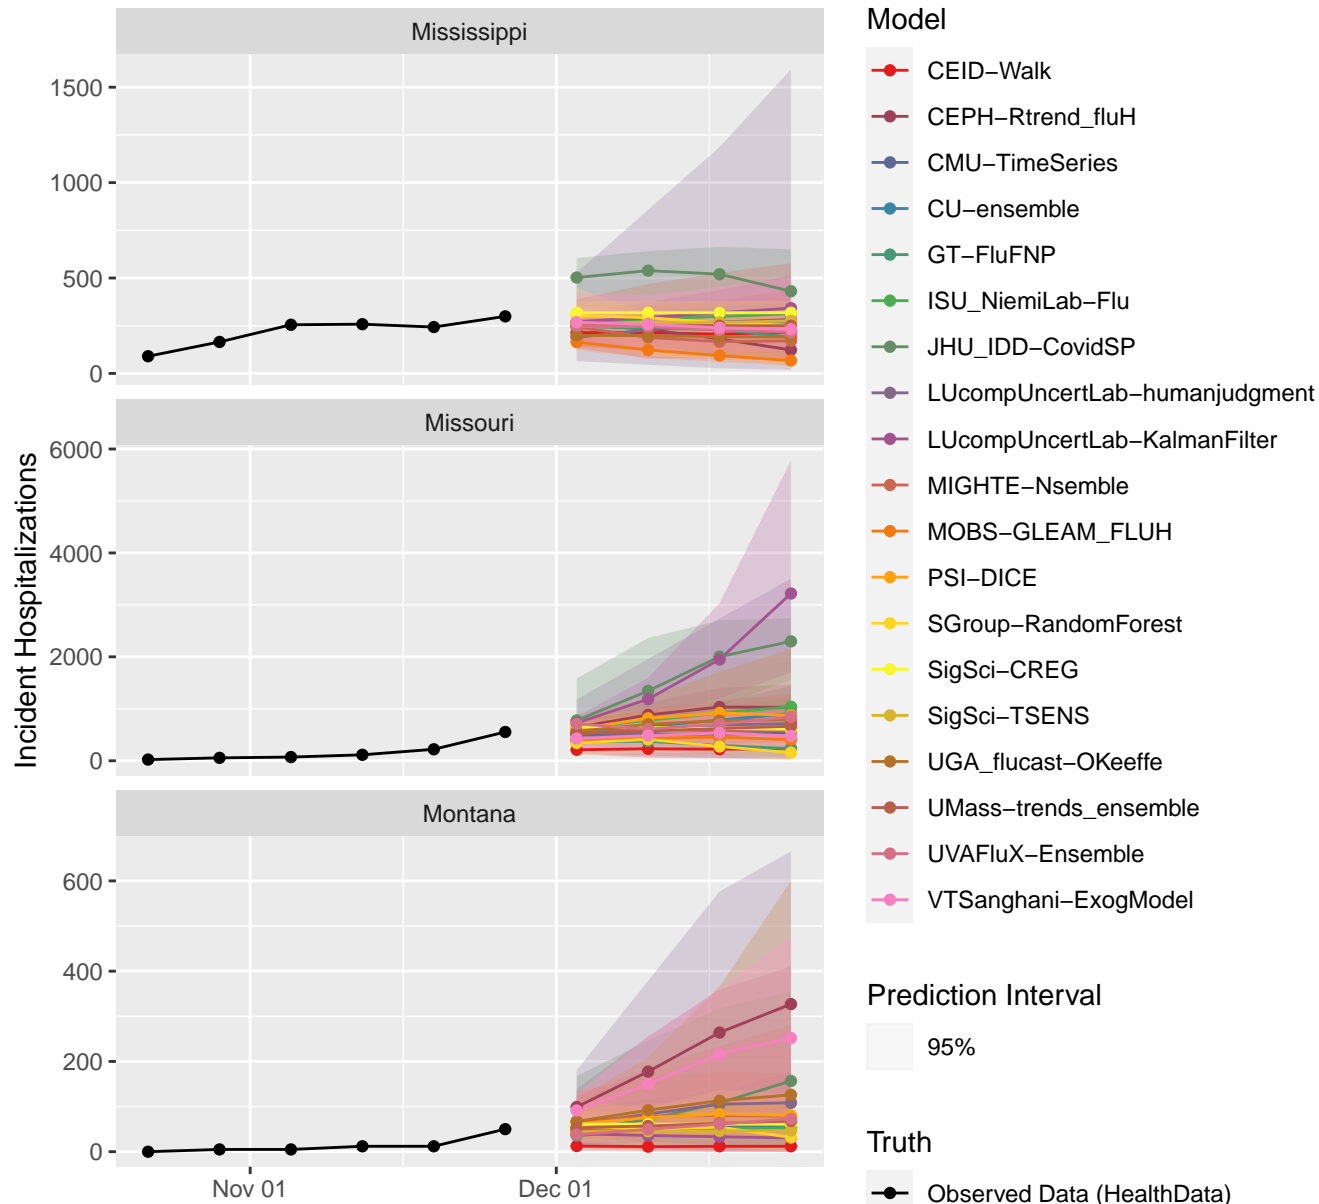 Mississippi
1500
1000
500
0
Missouri
6000
4000
2000
0
Montana
600
400
200
0
Nov 01
Dec 01
Incident Hospitalizations
Model
CEID−Walk
CEPH−Rtrend_fluH
CMU−TimeSeries
CU−ensemble
GT−FluFNP
ISU_NiemiLab−Flu
JHU_IDD−CovidSP
LUcompUncertLab−humanjudgment
LUcompUncertLab−KalmanFilter
MIGHTE−Nsemble
MOBS−GLEAM_FLUH
PSI−DICE
SGroup−RandomForest
SigSci−CREG
SigSci−TSENS
UGA_flucast−OKeeffe
UMass−trends_ensemble
UVAFluX−Ensemble
VTSanghani−ExogModel
Prediction Interval
95%
Truth
Observed Data (HealthData)